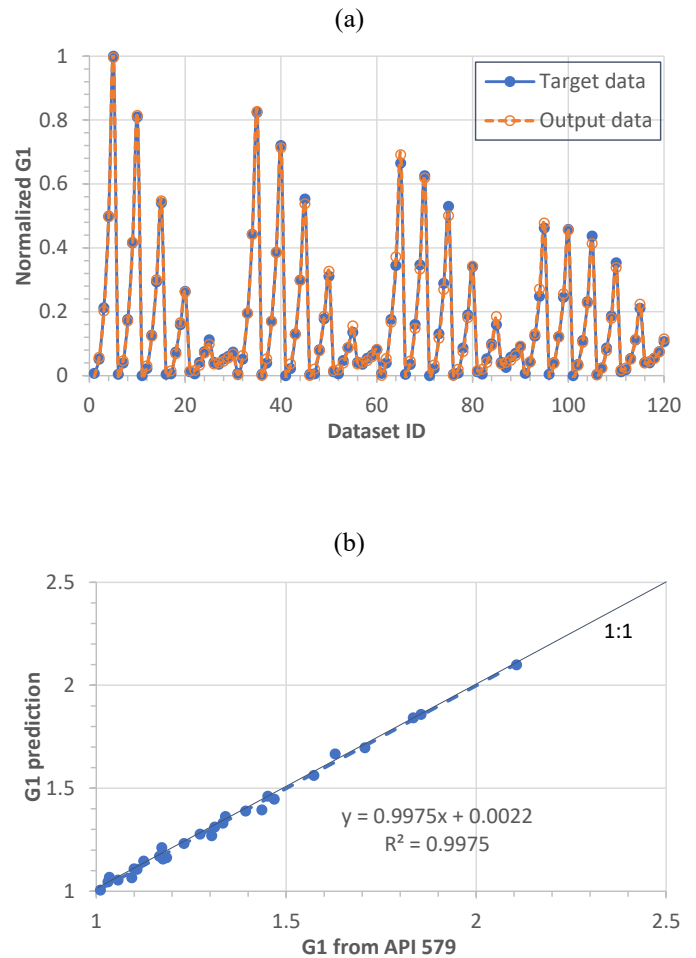 (a)
1
0.8
0.6
0.4
0.2
0
Normalized G1
Target data
Output data
0 20 40 60 80 100 120
Dataset ID
(b)
2.5
2
1.5
1
G1 prediction
1:1
y = 0.9975x + 0.0022
R² = 0.9975
1 1.5 2 2.5
G1 from API 579